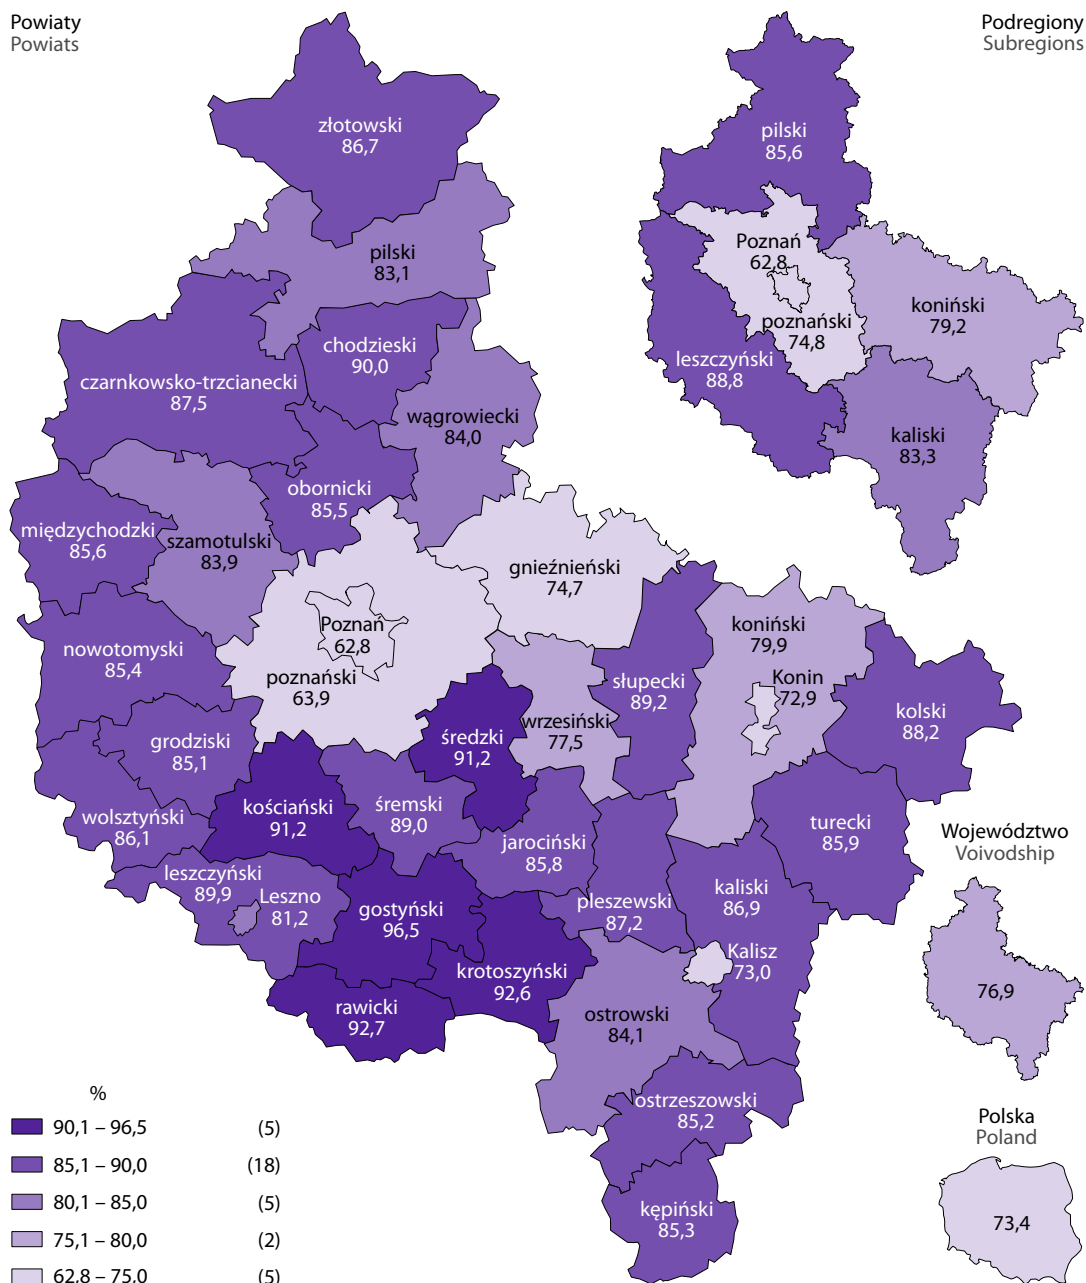 Powiaty
Powiats
Podregiony
Subregions
złotowski
86,7
pilski
83,1
chodzieski
90,0
czarnkowsko-trzcianecki
87,5
wągrowiecki
84,0
obornicki
85,5
międzychodzki
85,6
szamotulski
83,9
gnieźnieński
74,7
Poznań
62,8
poznański
63,9
nowotomyski
85,4
koniński
79,9
Konin
72,9
słupecki
89,2
kolski
88,2
wrzesiński
77,5
średzki
91,2
grodziski
85,1
kościański
91,2
śremski
89,0
wolsztyński
86,1
jarociński
85,8
turecki
85,9
leszczyński
89,9
Leszno
81,2
gostyński
96,5
pleszewski
87,2
kaliski
86,9
Kalisz
73,0
krotoszyński
92,6
rawicki
92,7
ostrowski
84,1
ostrzeszowski
85,2
kępiński
85,3
pilski
85,6
Poznań
62,8
poznański
74,8
koniński
79,2
leszczyński
88,8
kaliski
83,3
Województwo
Voivodship
76,9
Polska
Poland
73,4
%
90,1 – 96,5 (5)
85,1 – 90,0 (18)
80,1 – 85,0 (5)
75,1 – 80,0 (2)
62,8 – 75,0 (5)